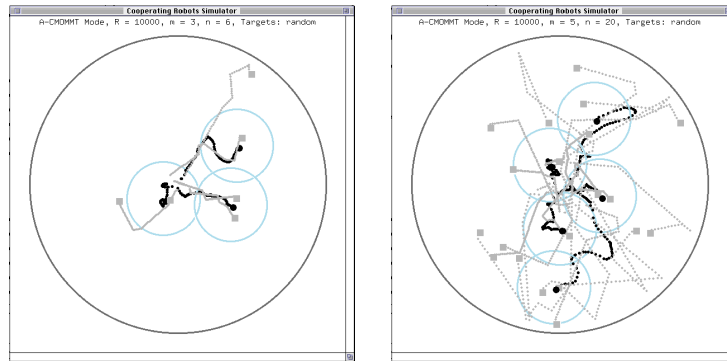 Cooperating Robots Simulator
A-CMOMMT Mode, R = 10000, m = 3, n = 6, Targets: random
Cooperating Robots Simulator
A-CMOMMT Mode, R = 10000, m = 5, n = 20, Targets: random